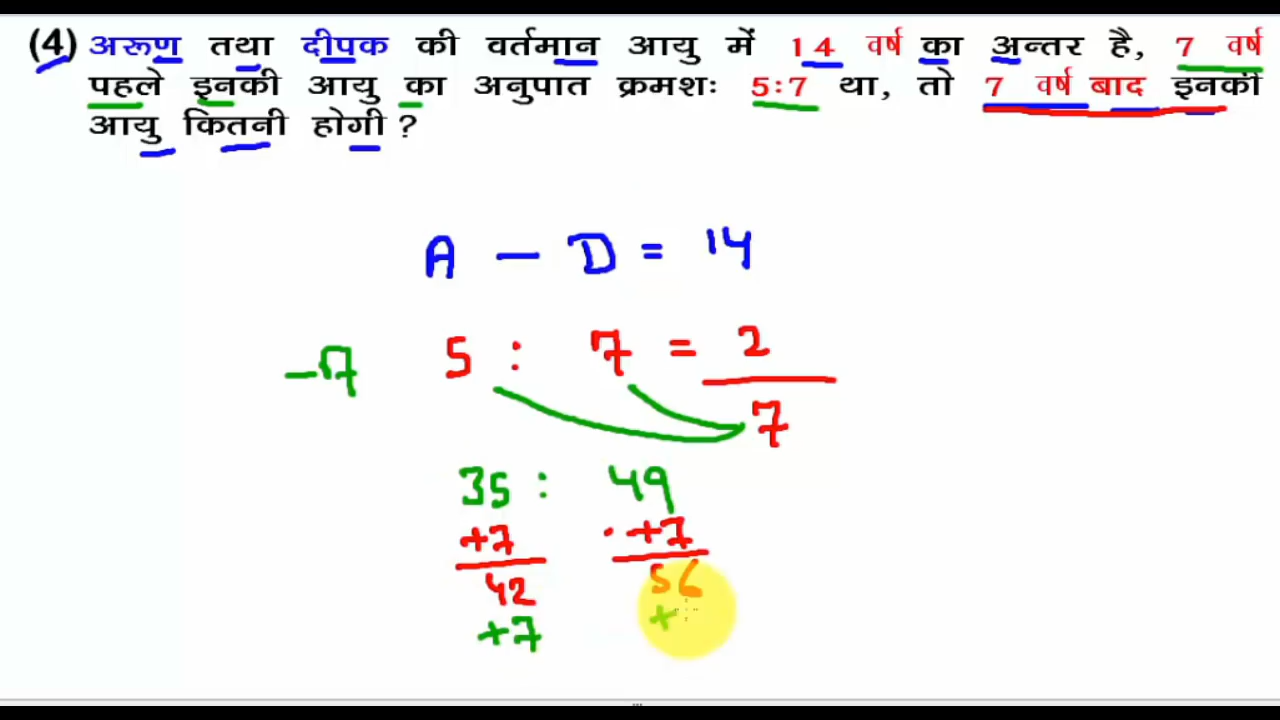 (4) अरूण तथा दीपक की वर्तमान आयु में 14 वर्ष का अन्तर है, 7 वर्ष
पहले इनकी आयु का अनुपात क्रमशः 5:7 था, तो 7 वर्ष बाद इनकी
आयु कितनी होगी ?
A - D = 14
-7 5 : 7 = 2
7
35 : 49
+7 +7
42 56
+7 +